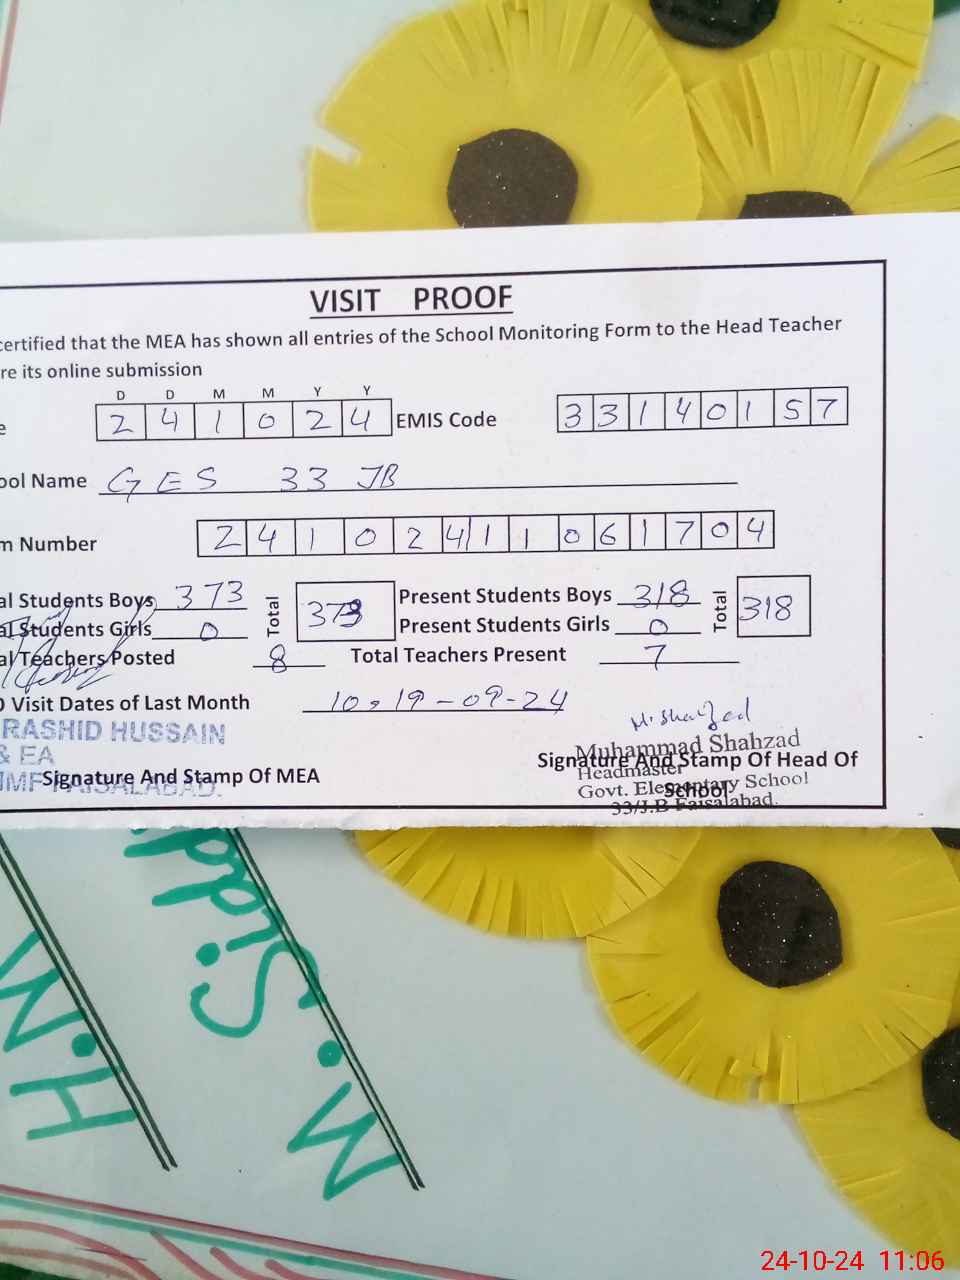 VISIT PROOF
certified that the MEA has shown all entries of the School Monitoring Form to the Head Teacher
re its online submission
D D M M Y Y
e 2 4 1 0 2 4 EMIS Code 3 3 1 4 0 1 5 7
ool Name GES 33 JB
m Number 2 4 1 0 2 4 1 1 0 6 1 7 0 4
al Students Boys 373 Total 373 Present Students Boys 318 Total 318
al Students Girls 0 Present Students Girls 0
al Teachers Posted 8 Total Teachers Present 7
O Visit Dates of Last Month 10, 19-09-24
RASHID HUSSAIN
& EA
IMF FAISALABAD.
Signature And Stamp Of MEA
M. Shahzad
Muhammad Shahzad
Signature And Stamp Of Head Of
Headmaster
School
Govt. Elementary School
33/J.B Faisalabad.
H.M
M.
24-10-24 11:06